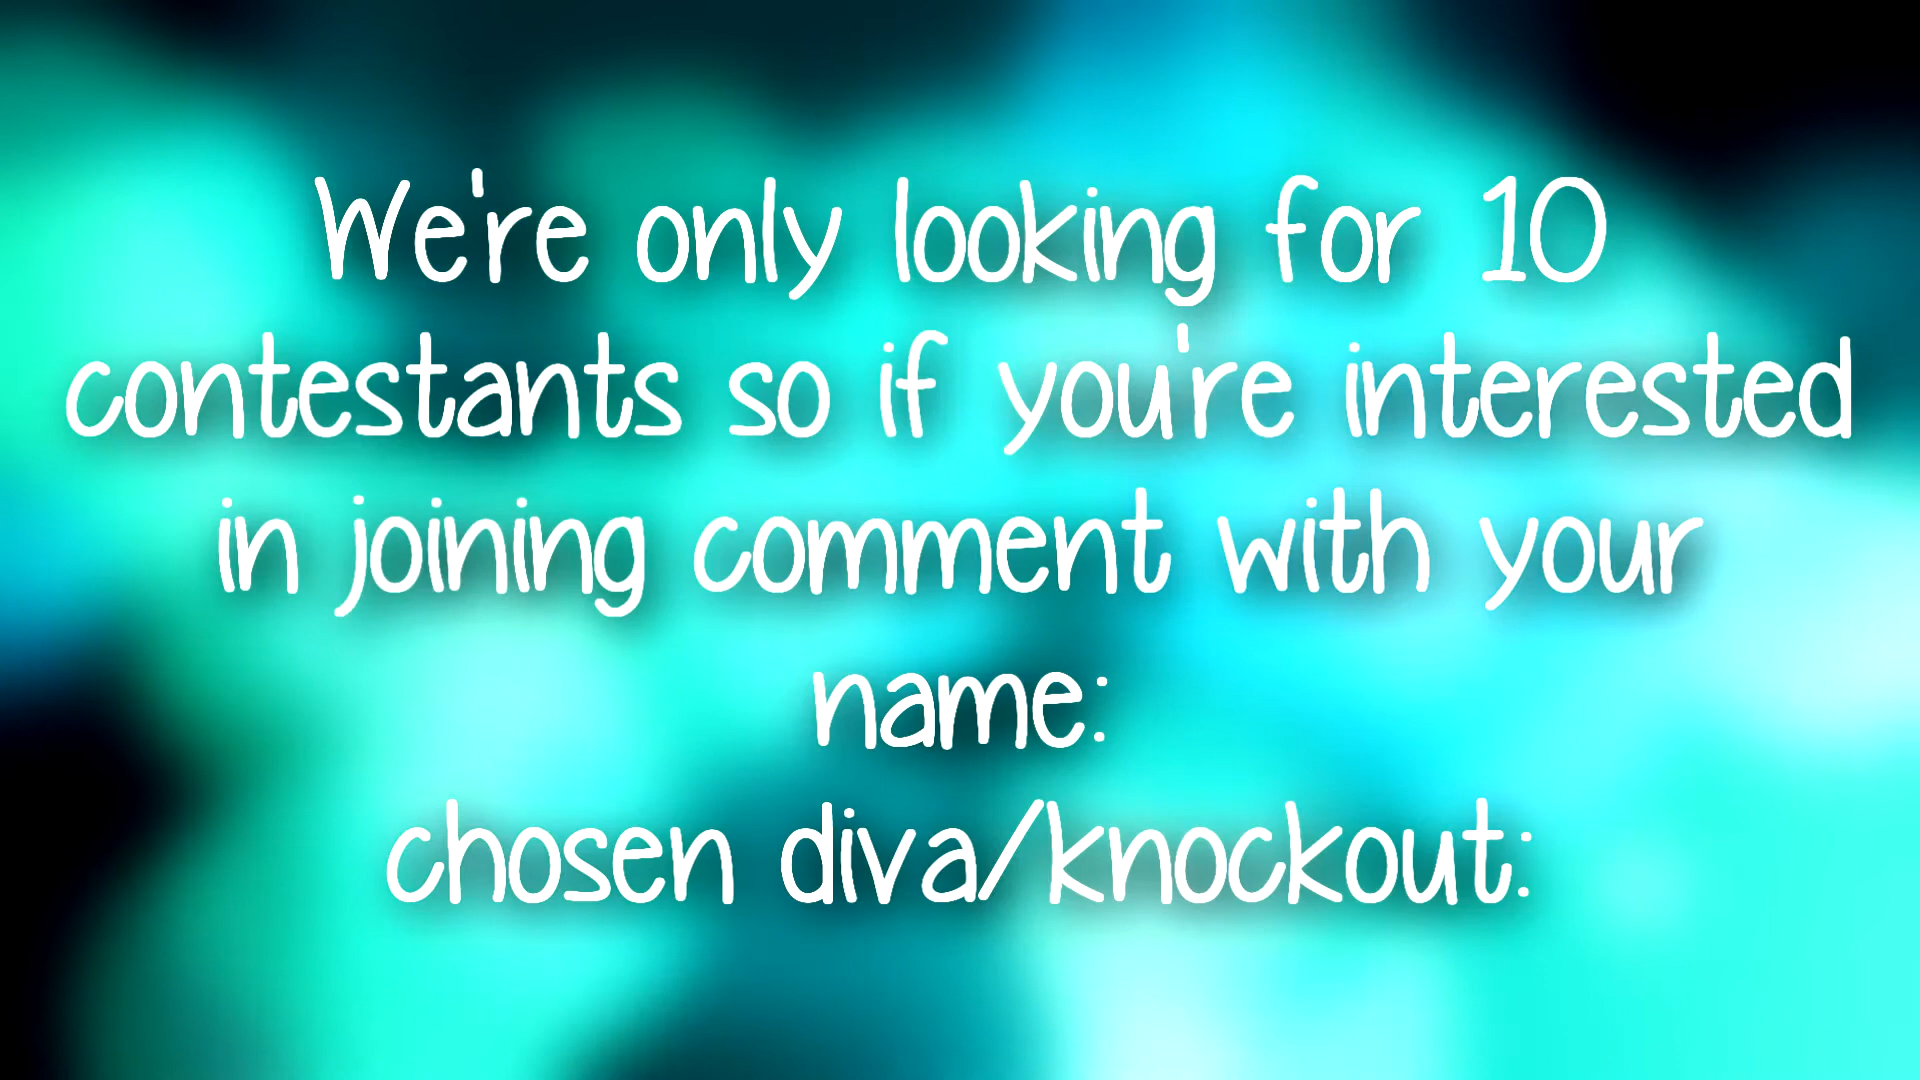 We're only looking for 10
contestants so if you're interested
in joining comment with your
name:
chosen diva/knockout: